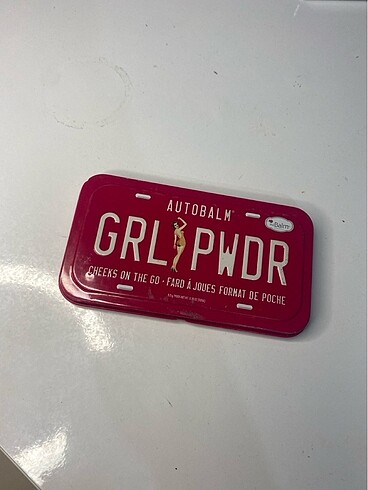 AUTOBALM®
theBalm
GRL PWDR
CHEEKS ON THE GO • FARD À JOUES FORMAT DE POCHE